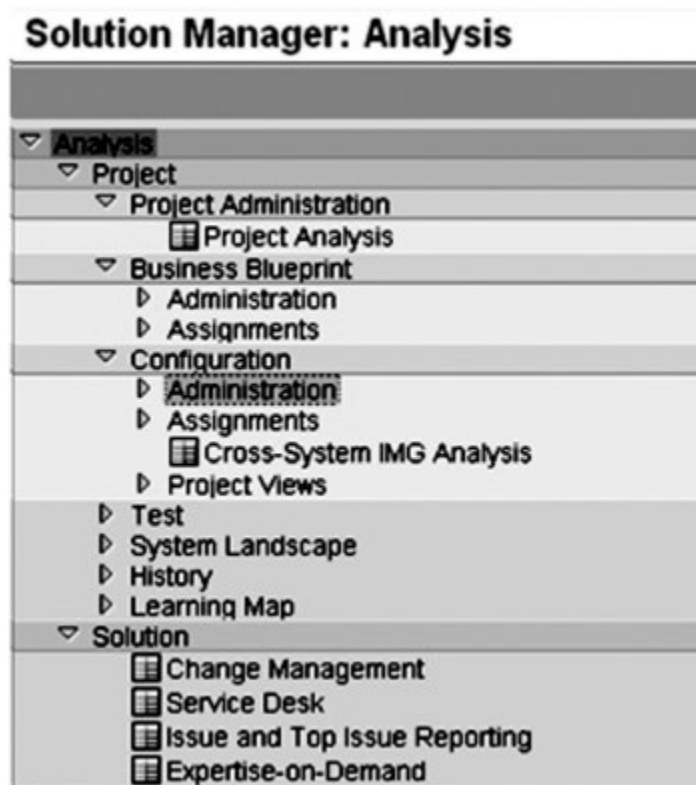 Solution Manager: Analysis
Analysis
Project
Project Administration
Project Analysis
Business Blueprint
Administration
Assignments
Configuration
Administration
Assignments
Cross-System IMG Analysis
Project Views
Test
System Landscape
History
Learning Map
Solution
Change Management
Service Desk
Issue and Top Issue Reporting
Expertise-on-Demand